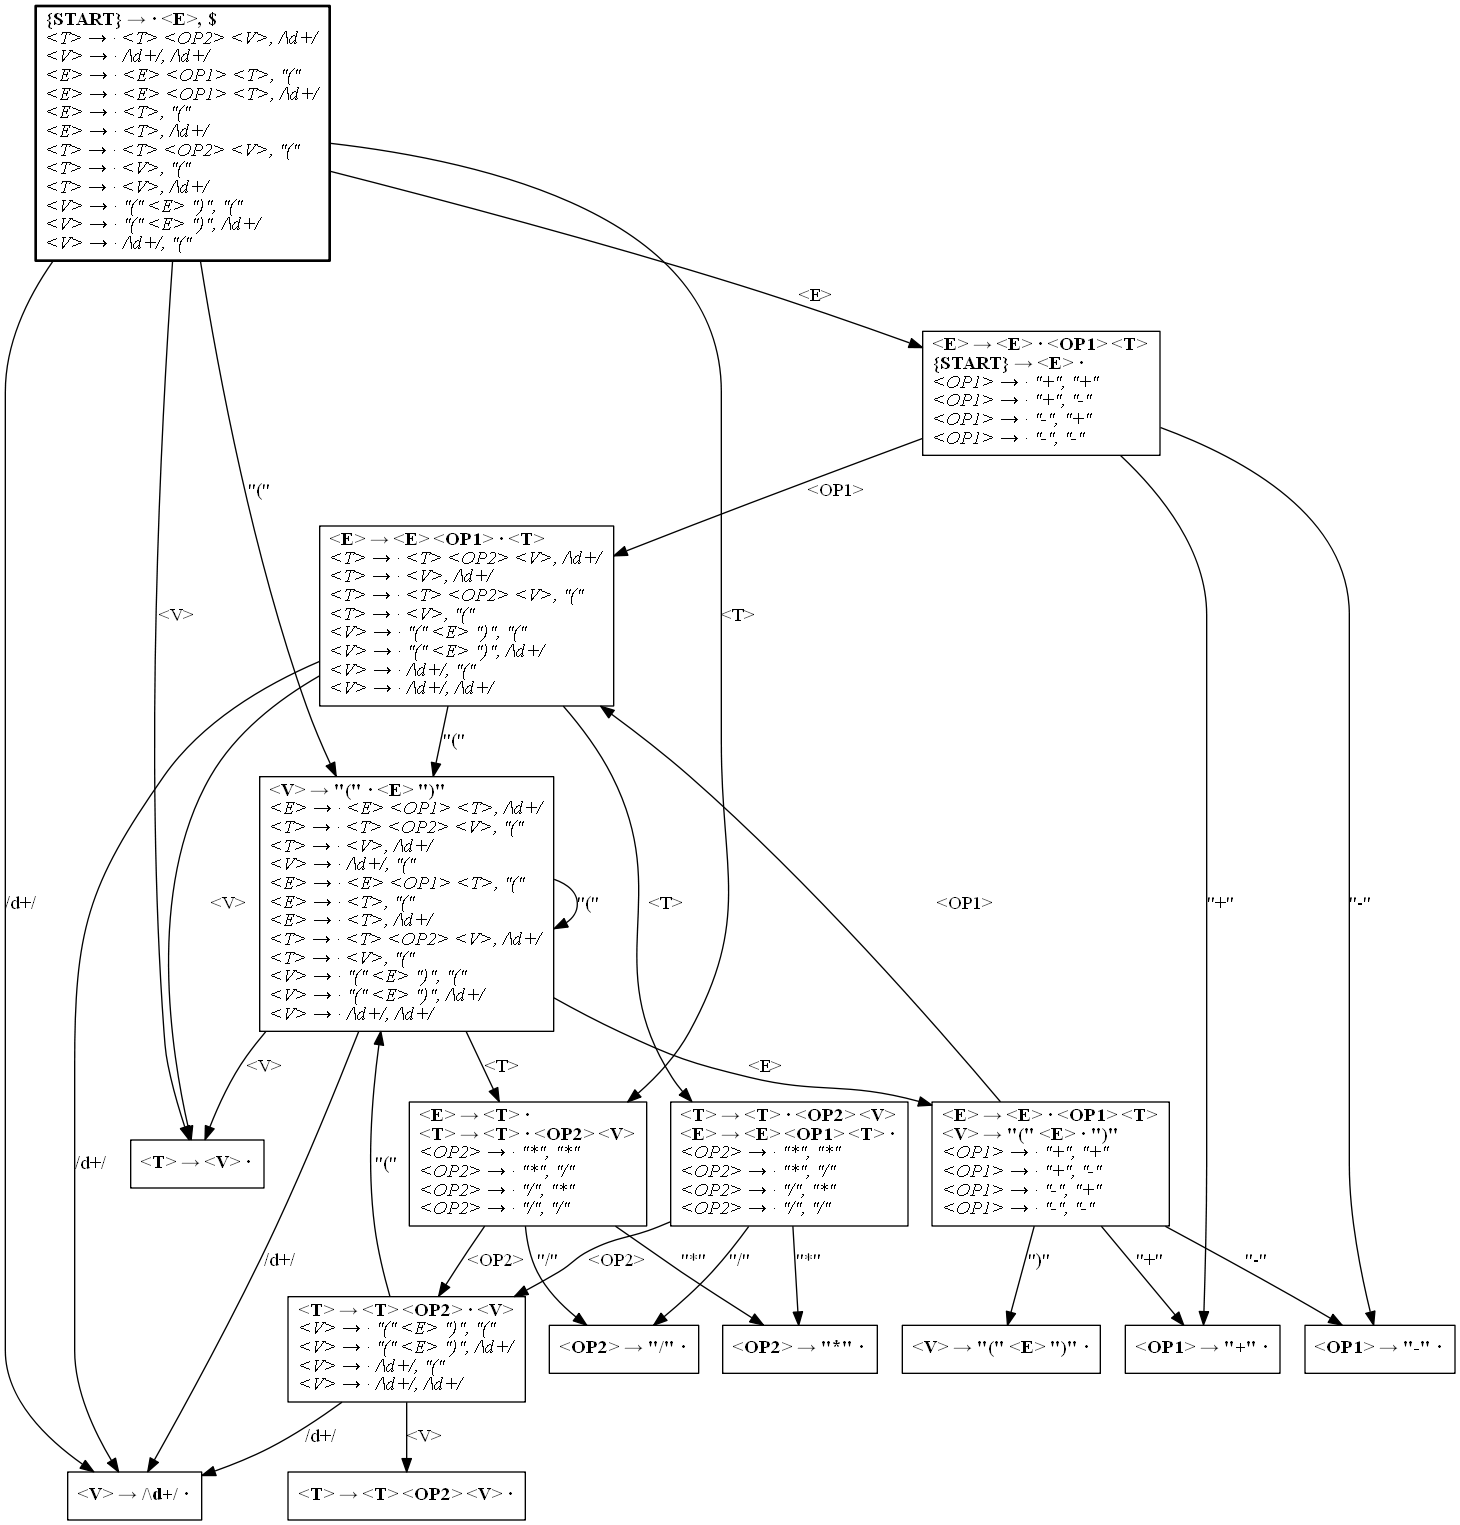 {START} → · <E>, $
<T> → · <T> <OP2> <V>, /\d+/
<V> → · /\d+/, /\d+/
<E> → · <E> <OP1> <T>, "("
<E> → · <E> <OP1> <T>, /\d+/
<E> → · <T>, "("
<E> → · <T>, /\d+/
<T> → · <T> <OP2> <V>, "("
<T> → · <V>, "("
<T> → · <V>, /\d+/
<V> → · "(" <E> ")", "("
<V> → · "(" <E> ")", /\d+/
<V> → · /\d+/, "("
<E>
<E> → <E> · <OP1> <T>
{START} → <E> ·
<OP1> → · "+", "+"
<OP1> → · "+", "-"
<OP1> → · "-", "+"
<OP1> → · "-", "-"
"("
<OP1>
<E> → <E> <OP1> · <T>
<T> → · <T> <OP2> <V>, /\d+/
<T> → · <V>, /\d+/
<T> → · <T> <OP2> <V>, "("
<T> → · <V>, "("
<V> → · "(" <E> ")", "("
<V> → · "(" <E> ")", /\d+/
<V> → · /\d+/, "("
<V> → · /\d+/, /\d+/
<V>
<T>
"("
<V> → "(" · <E> ")"
<E> → · <E> <OP1> <T>, /\d+/
<T> → · <T> <OP2> <V>, "("
<T> → · <V>, /\d+/
<V> → · /\d+/, "("
<E> → · <E> <OP1> <T>, "("
<E> → · <T>, "("
<E> → · <T>, /\d+/
<T> → · <T> <OP2> <V>, /\d+/
<T> → · <V>, "("
<V> → · "(" <E> ")", "("
<V> → · "(" <E> ")", /\d+/
<V> → · /\d+/, /\d+/
/d+/
<V>
"("
<T>
<OP1>
"+"
"-"
<V>
<T>
<E>
<T> → <V> ·
/d+/
"("
<E> → <T> ·
<T> → <T> · <OP2> <V>
<OP2> → · "*", "*"
<OP2> → · "*", "/"
<OP2> → · "/", "*"
<OP2> → · "/", "/"
<T> → <T> · <OP2> <V>
<E> → <E> <OP1> <T> ·
<OP2> → · "*", "*"
<OP2> → · "*", "/"
<OP2> → · "/", "*"
<OP2> → · "/", "/"
<E> → <E> · <OP1> <T>
<V> → "(" <E> · ")"
<OP1> → · "+", "+"
<OP1> → · "+", "-"
<OP1> → · "-", "+"
<OP1> → · "-", "-"
/d+/
<OP2>
"/"
<OP2>
"*"
"/"
"*"
")"
"+"
"-"
<T> → <T> <OP2> · <V>
<V> → · "(" <E> ")", "("
<V> → · "(" <E> ")", /\d+/
<V> → · /\d+/, "("
<V> → · /\d+/, /\d+/
<OP2> → "/" ·
<OP2> → "*" ·
<V> → "(" <E> ")" ·
<OP1> → "+" ·
<OP1> → "-" ·
/d+/
<V>
<V> → /\d+/ ·
<T> → <T> <OP2> <V> ·